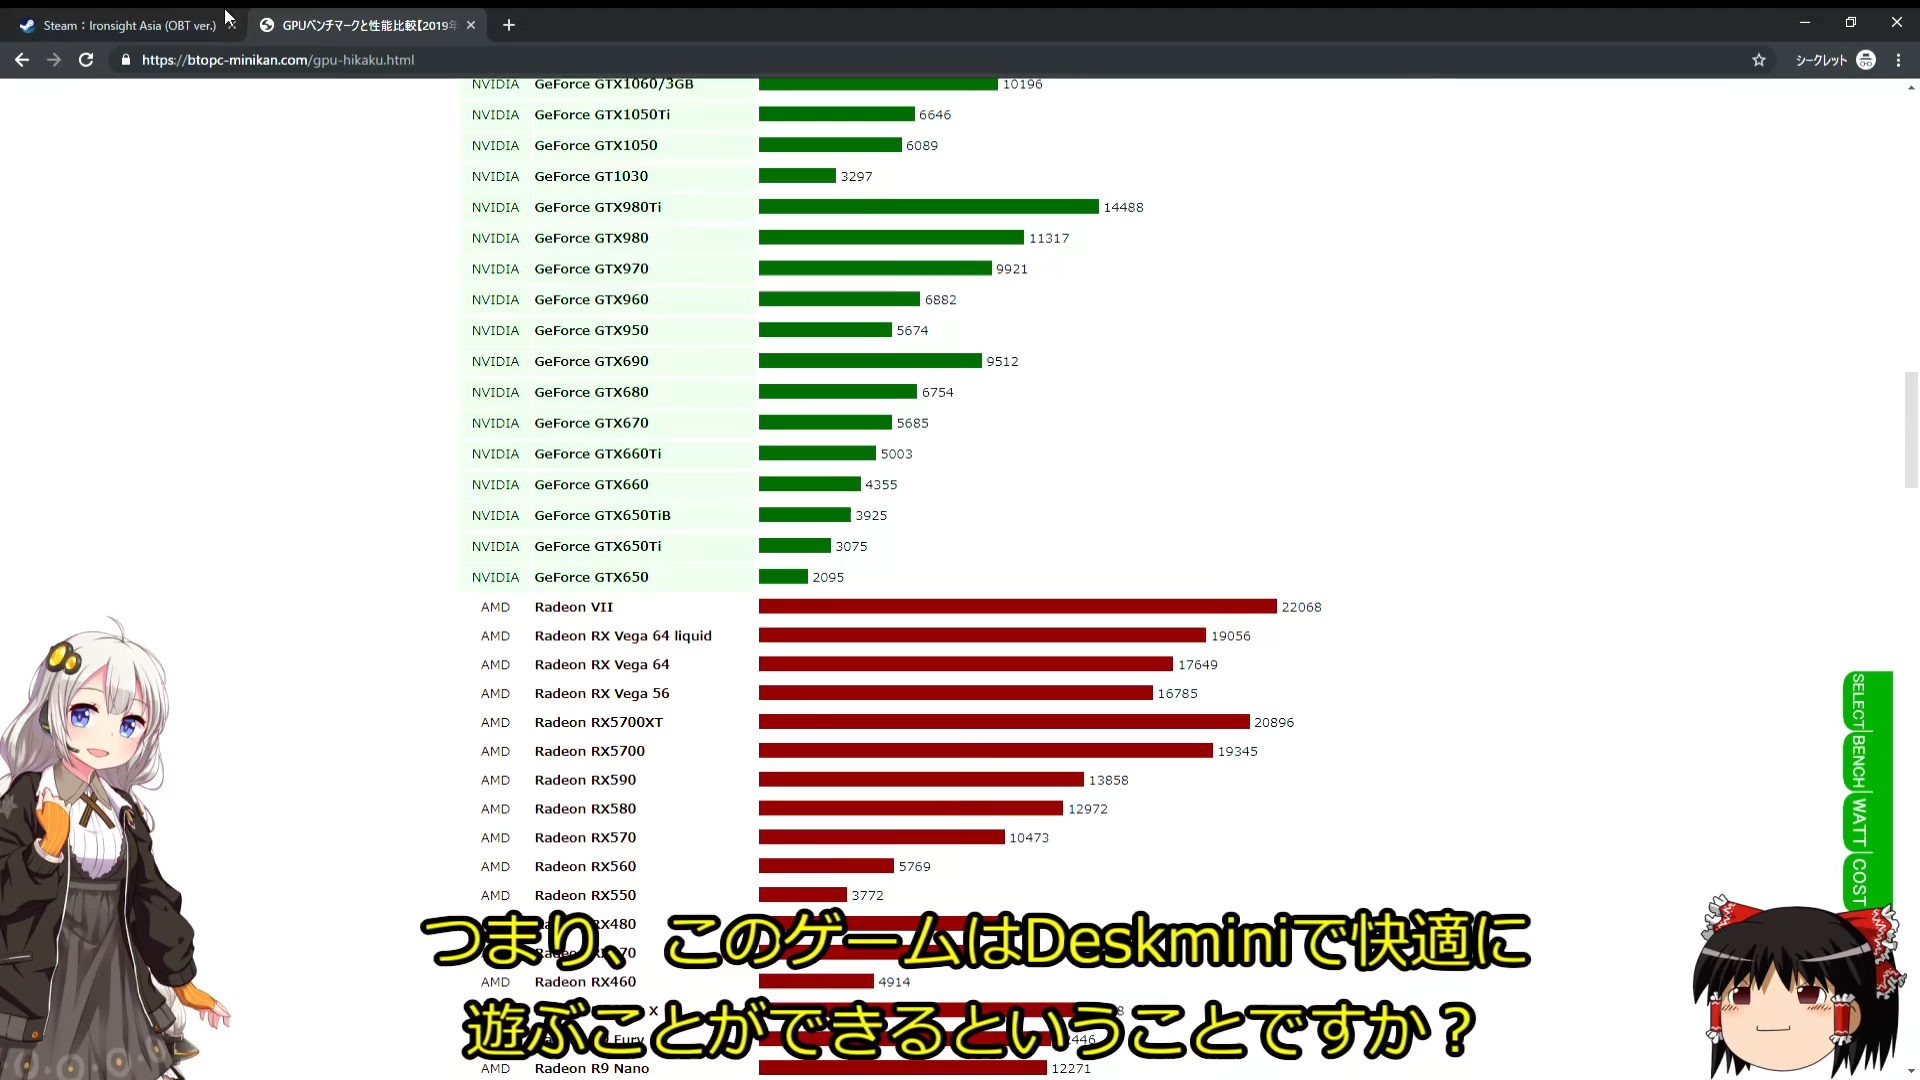 Steam：Ironsight Asia (OBT ver.)
GPUベンチマークと性能比較【2019年
https://btopc-minikan.com/gpu-hikaku.html
シークレット
NVIDIA GeForce GTX1060/3GB 10196
NVIDIA GeForce GTX1050Ti 6646
NVIDIA GeForce GTX1050 6089
NVIDIA GeForce GT1030 3297
NVIDIA GeForce GTX980Ti 14488
NVIDIA GeForce GTX980 11317
NVIDIA GeForce GTX970 9921
NVIDIA GeForce GTX960 6882
NVIDIA GeForce GTX950 5674
NVIDIA GeForce GTX690 9512
NVIDIA GeForce GTX680 6754
NVIDIA GeForce GTX670 5685
NVIDIA GeForce GTX660Ti 5003
NVIDIA GeForce GTX660 4355
NVIDIA GeForce GTX650TiB 3925
NVIDIA GeForce GTX650Ti 3075
NVIDIA GeForce GTX650 2095
AMD Radeon VII 22068
AMD Radeon RX Vega 64 liquid 19056
AMD Radeon RX Vega 64 17649
AMD Radeon RX Vega 56 16785
AMD Radeon RX5700XT 20896
AMD Radeon RX5700 19345
AMD Radeon RX590 13858
AMD Radeon RX580 12972
AMD Radeon RX570 10473
AMD Radeon RX560 5769
AMD Radeon RX550 3772
RX480
AMD Radeon RX460 4914
Fury
AMD Radeon R9 Nano 12271
SELECT|BENCH|WATT|COST
つまり、このゲームはDeskminiで快適に
遊ぶことができるということですか？